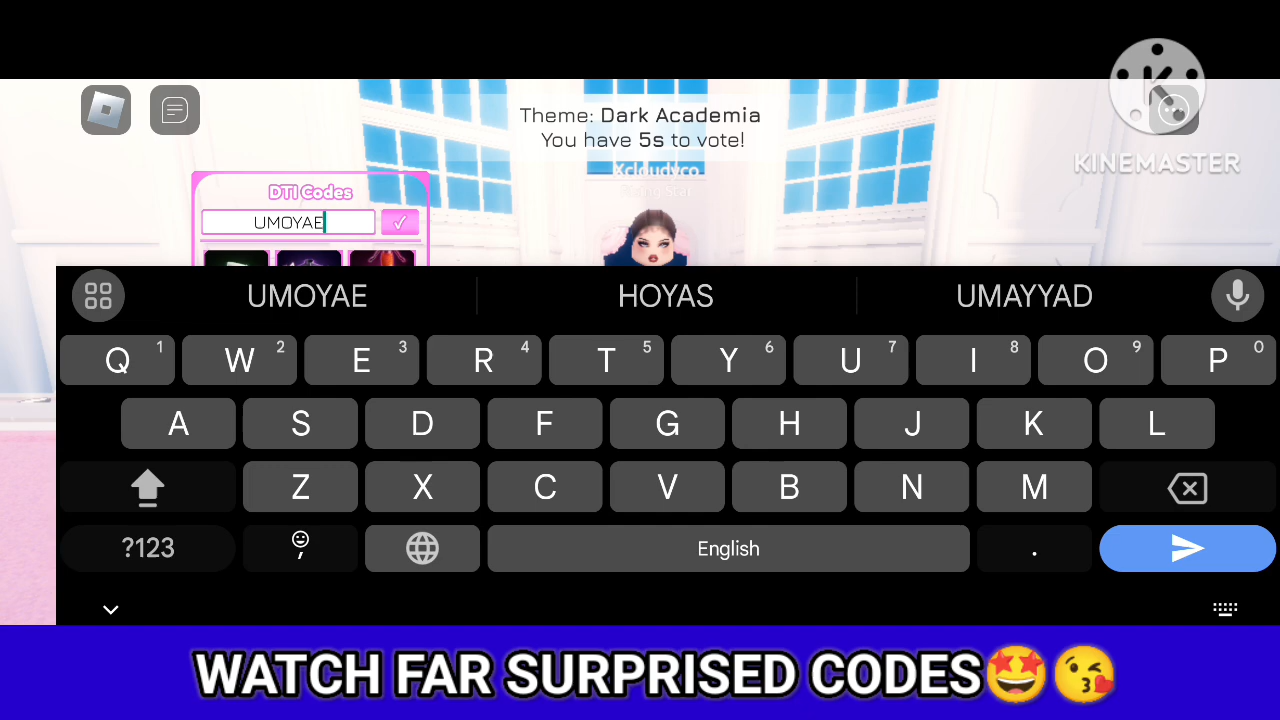 Theme: Dark Academia
You have 5s to vote!
KINEMASTER
Xcloudyco
DTI Codes
UMOYAE
UMOYAE HOYAS UMAYYAD
Q 1 W 2 E 3 R 4 T 5 Y 6 U 7 I 8 O 9 P 0
A S D F G H J K L
Z X C V B N M
?123 , English .
WATCH FAR SURPRISED CODES🤩😘